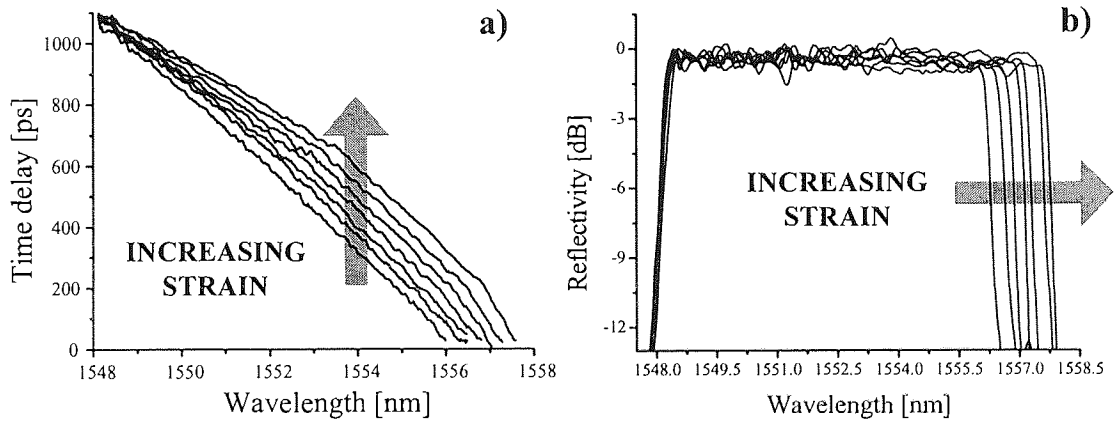 a)
Time delay [ps]
1000
800
600
400
200
0
INCREASING
STRAIN
1548 1550 1552 1554 1556 1558
Wavelength [nm]
b)
Reflectivity [dB]
0
-3
-6
-9
-12
INCREASING
STRAIN
1548.0 1549.5 1551.0 1552.5 1554.0 1555.5 1557.0 1558.5
Wavelength [nm]